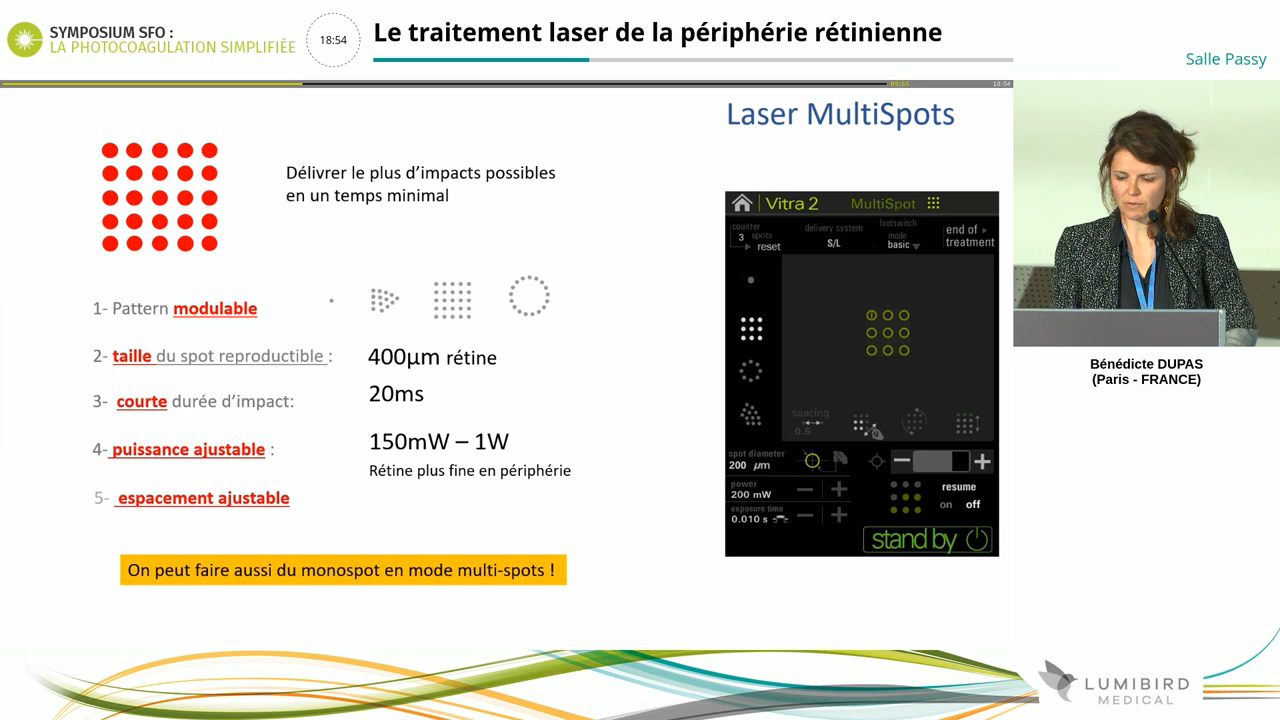 SYMPOSIUM SFO :
LA PHOTOCOAGULATION SIMPLIFIÉE
18:54
Le traitement laser de la périphérie rétinienne
Salle Passy
18:54
Laser MultiSpots
Délivrer le plus d'impacts possibles
en un temps minimal
1- Pattern modulable
2- taille du spot reproductible :
400µm rétine
3- courte durée d'impact:
20ms
4- puissance ajustable :
150mW – 1W
Rétine plus fine en périphérie
5- espacement ajustable
On peut faire aussi du monospot en mode multi-spots !
Vitra 2
MultiSpot
counter
3 spots
reset
delivery system
S/L
footswitch
mode
basic
end of
treatment
spacing
0.5
spot diameter
200 µm
power
200 mW
exposure time
0.010 s
resume
on off
stand by
Bénédicte DUPAS
(Paris - FRANCE)
LUMIBIRD
MEDICAL